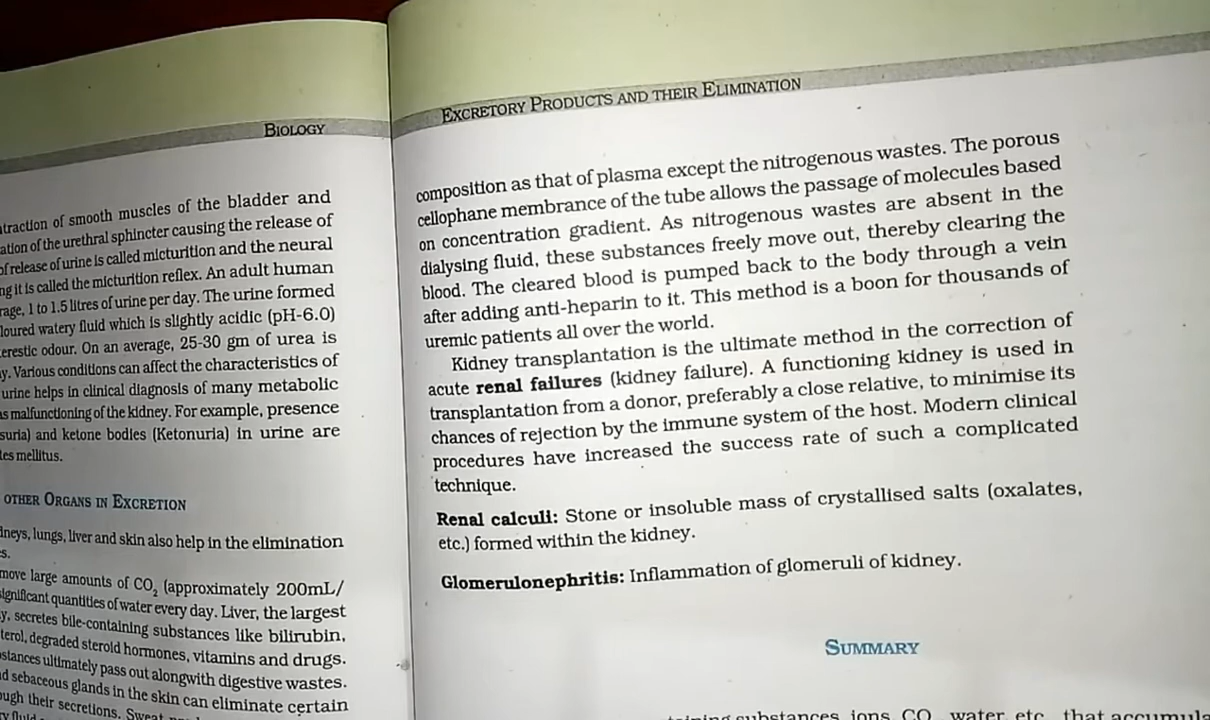 BIOLOGY
traction of smooth muscles of the bladder and
ation of the urethral sphincter causing the release of
of release of urine is called micturition and the neural
ng it is called the micturition reflex. An adult human
rage, 1 to 1.5 litres of urine per day. The urine formed
loured watery fluid which is slightly acidic (pH-6.0)
terestic odour. On an average, 25-30 gm of urea is
y. Various conditions can affect the characteristics of
urine helps in clinical diagnosis of many metabolic
as malfunctioning of the kidney. For example, presence
suria) and ketone bodies (Ketonuria) in urine are
tes mellitus.
OTHER ORGANS IN EXCRETION
dneys, lungs, liver and skin also help in the elimination
s.
move large amounts of CO₂ (approximately 200mL/
significant quantities of water every day. Liver, the largest
y, secretes bile-containing substances like bilirubin,
terol, degraded steroid hormones, vitamins and drugs.
stances ultimately pass out alongwith digestive wastes.
d sebaceous glands in the skin can eliminate certain
ough their secretions. Sweat
EXCRETORY PRODUCTS AND THEIR ELIMINATION
composition as that of plasma except the nitrogenous wastes. The porous
cellophane membrance of the tube allows the passage of molecules based
on concentration gradient. As nitrogenous wastes are absent in the
dialysing fluid, these substances freely move out, thereby clearing the
blood. The cleared blood is pumped back to the body through a vein
after adding anti-heparin to it. This method is a boon for thousands of
uremic patients all over the world.
Kidney transplantation is the ultimate method in the correction of
acute renal failures (kidney failure). A functioning kidney is used in
transplantation from a donor, preferably a close relative, to minimise its
chances of rejection by the immune system of the host. Modern clinical
procedures have increased the success rate of such a complicated
technique.
Renal calculi: Stone or insoluble mass of crystallised salts (oxalates,
etc.) formed within the kidney.
Glomerulonephritis: Inflammation of glomeruli of kidney.
SUMMARY
substances, ions, CO₂, water, etc., that accumula